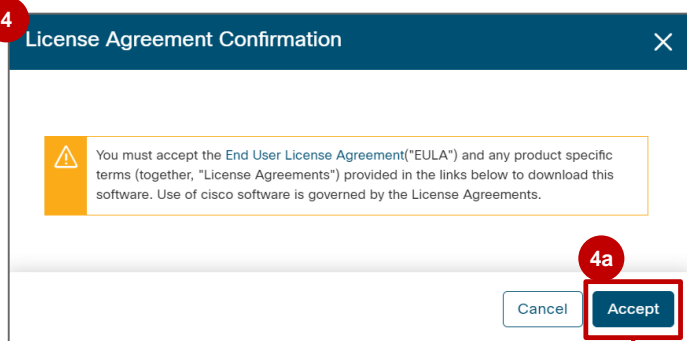 4
License Agreement Confirmation
You must accept the End User License Agreement("EULA") and any product specific
terms (together, "License Agreements") provided in the links below to download this
software. Use of cisco software is governed by the License Agreements.
4a
Cancel Accept